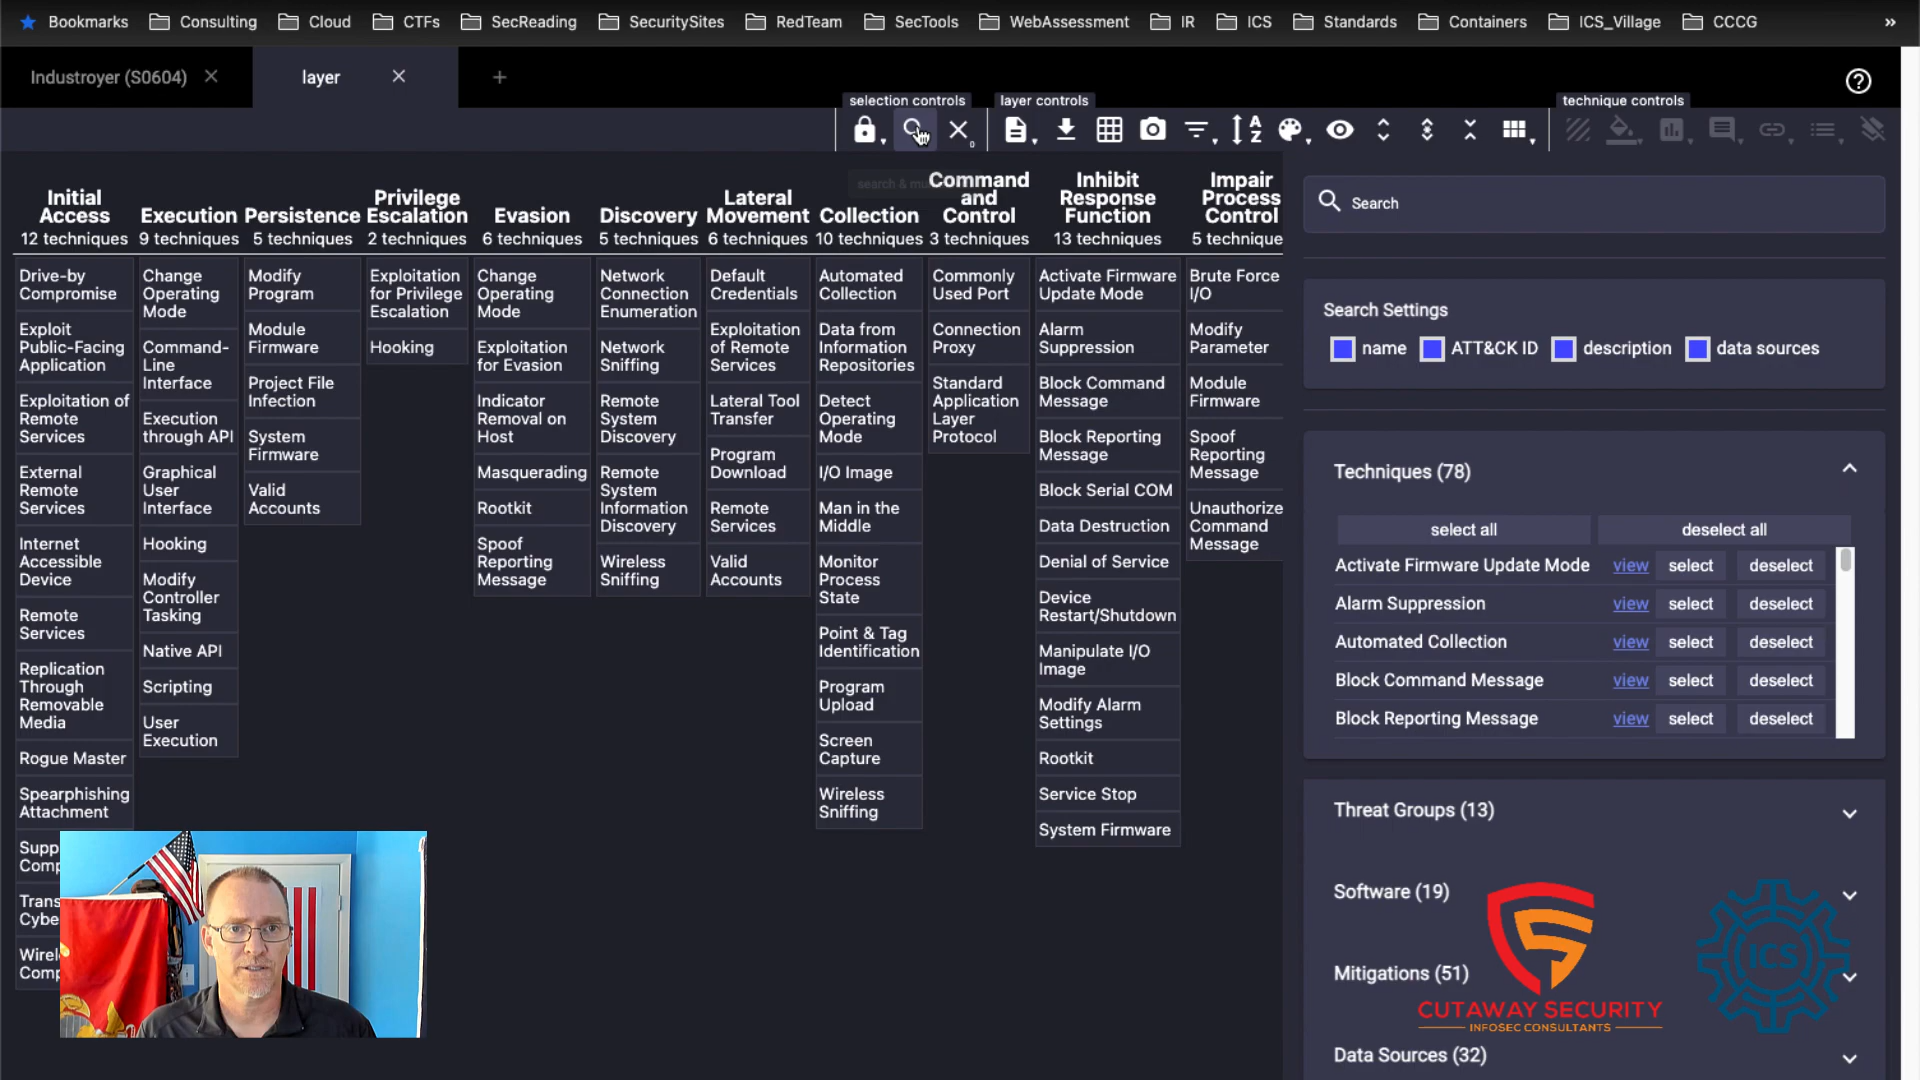 Bookmarks
Consulting
Cloud
CTFs
SecReading
SecuritySites
RedTeam
SecTools
WebAssessment
IR
ICS
Standards
Containers
ICS_Village
CCCG
»
Industroyer (S0604)
layer
selection controls
layer controls
technique controls
0
Initial
Access
12 techniques
Drive-by
Compromise
Exploit
Public-Facing
Application
Exploitation of
Remote
Services
External
Remote
Services
Internet
Accessible
Device
Remote
Services
Replication
Through
Removable
Media
Rogue Master
Spearphishing
Attachment
Supp
Comp
Trans
Cybe
Wirel
Comp
Execution
9 techniques
Change
Operating
Mode
Command-
Line
Interface
Execution
through API
Graphical
User
Interface
Hooking
Modify
Controller
Tasking
Native API
Scripting
User
Execution
Persistence
5 techniques
Modify
Program
Module
Firmware
Project File
Infection
System
Firmware
Valid
Accounts
Privilege
Escalation
2 techniques
Exploitation
for Privilege
Escalation
Hooking
Evasion
6 techniques
Change
Operating
Mode
Exploitation
for Evasion
Indicator
Removal on
Host
Masquerading
Rootkit
Spoof
Reporting
Message
Discovery
5 techniques
Network
Connection
Enumeration
Network
Sniffing
Remote
System
Discovery
Remote
System
Information
Discovery
Wireless
Sniffing
Lateral
Movement
6 techniques
Default
Credentials
Exploitation
of Remote
Services
Lateral Tool
Transfer
Program
Download
Remote
Services
Valid
Accounts
search & mu
Collection
10 techniques
Automated
Collection
Data from
Information
Repositories
Detect
Operating
Mode
I/O Image
Man in the
Middle
Monitor
Process
State
Point & Tag
Identification
Program
Upload
Screen
Capture
Wireless
Sniffing
Command
and
Control
3 techniques
Commonly
Used Port
Connection
Proxy
Standard
Application
Layer
Protocol
Inhibit
Response
Function
13 techniques
Activate Firmware
Update Mode
Alarm
Suppression
Block Command
Message
Block Reporting
Message
Block Serial COM
Data Destruction
Denial of Service
Device
Restart/Shutdown
Manipulate I/O
Image
Modify Alarm
Settings
Rootkit
Service Stop
System Firmware
Impair
Process
Control
5 technique
Brute Force
I/O
Modify
Parameter
Module
Firmware
Spoof
Reporting
Message
Unauthorize
Command
Message
Search
Search Settings
name
ATT&CK ID
description
data sources
Techniques (78)
select all
deselect all
Activate Firmware Update Mode view select deselect
Alarm Suppression view select deselect
Automated Collection view select deselect
Block Command Message view select deselect
Block Reporting Message view select deselect
Threat Groups (13)
Software (19)
Mitigations (51)
Data Sources (32)
CUTAWAY SECURITY
INFOSEC CONSULTANTS
ICS